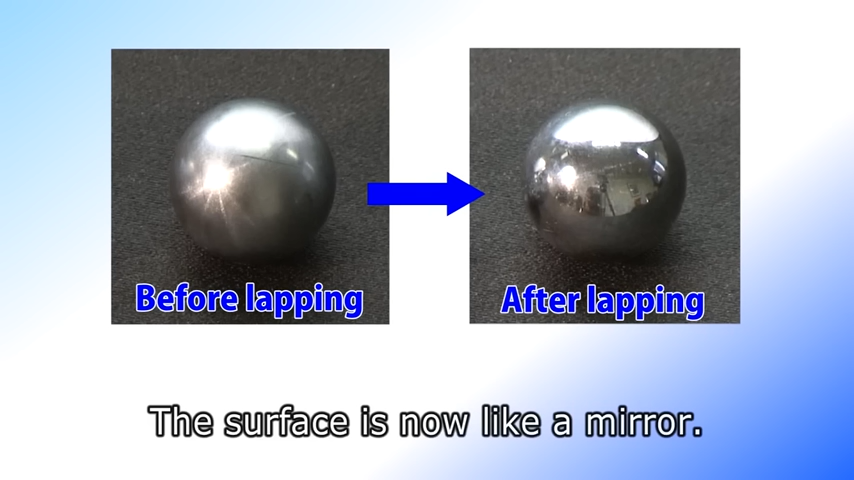 Before lapping
After lapping
The surface is now like a mirror.